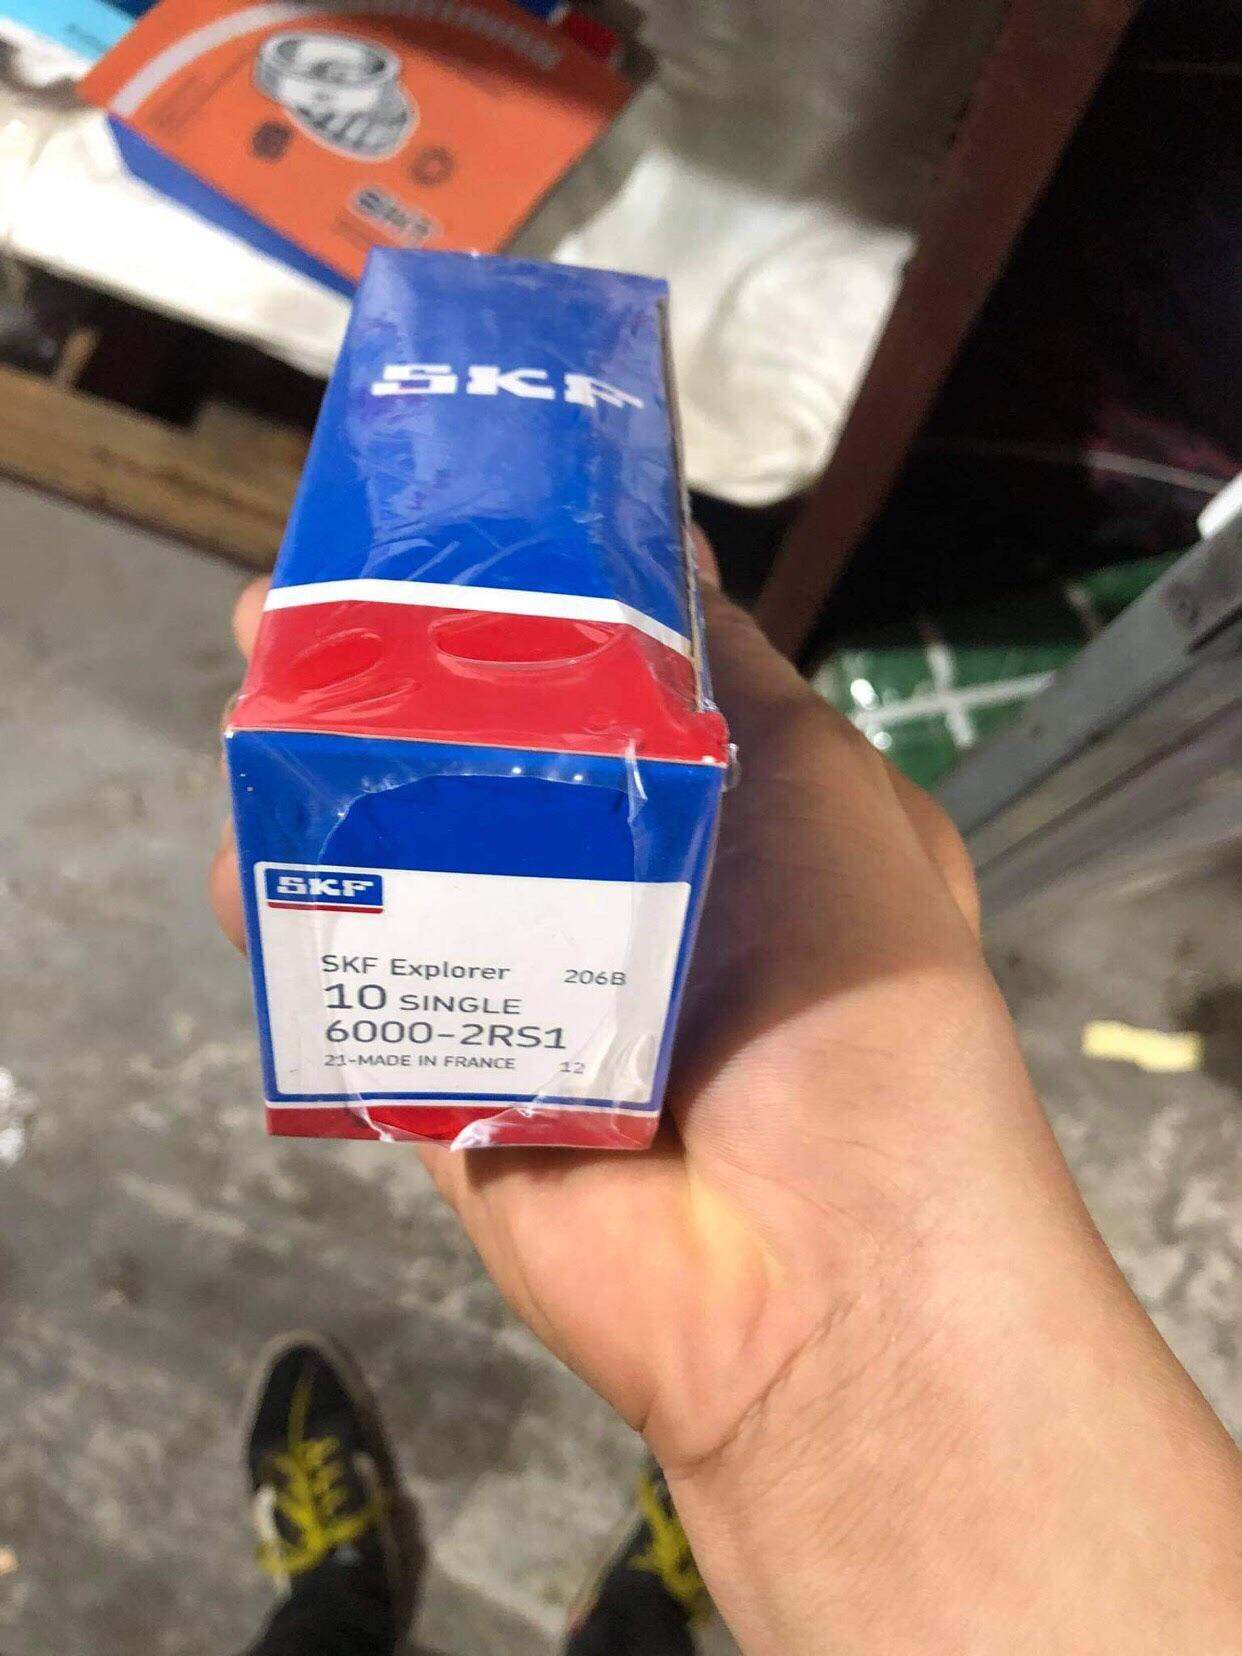 SKF
SKF
SKF Explorer 206B
10 SINGLE
6000-2RS1
21-MADE IN FRANCE 12